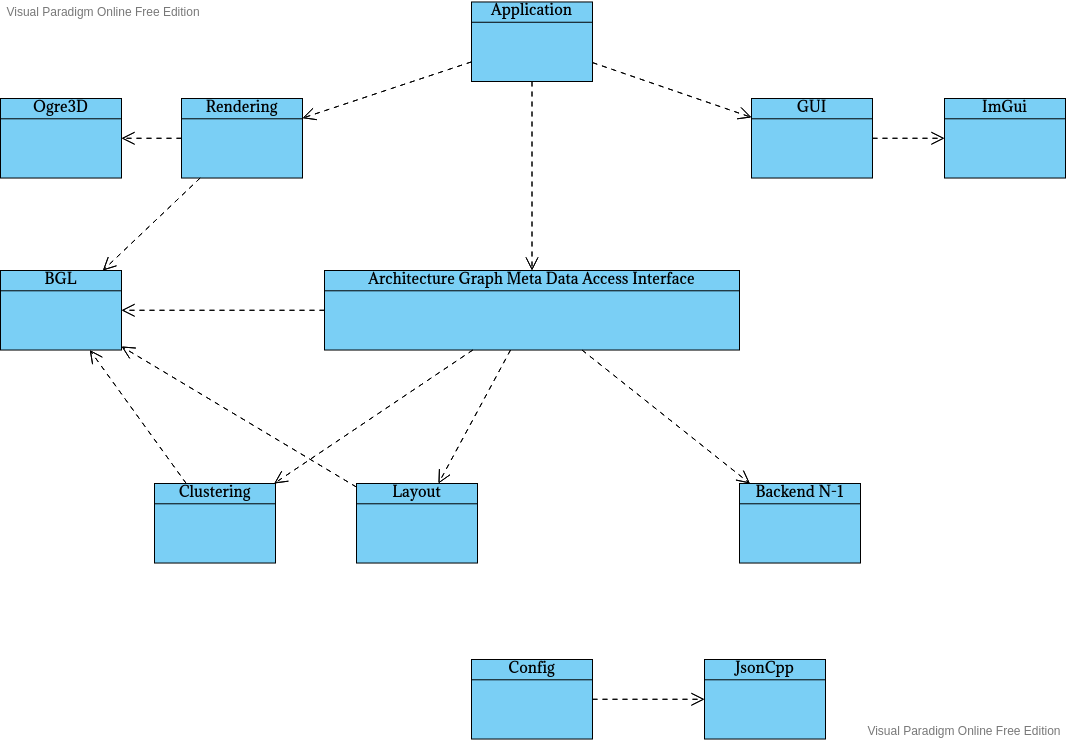 Visual Paradigm Online Free Edition
Application
Ogre3D
Rendering
GUI
ImGui
BGL
Architecture Graph Meta Data Access Interface
Clustering
Layout
Backend N-1
Config
JsonCpp
Visual Paradigm Online Free Edition